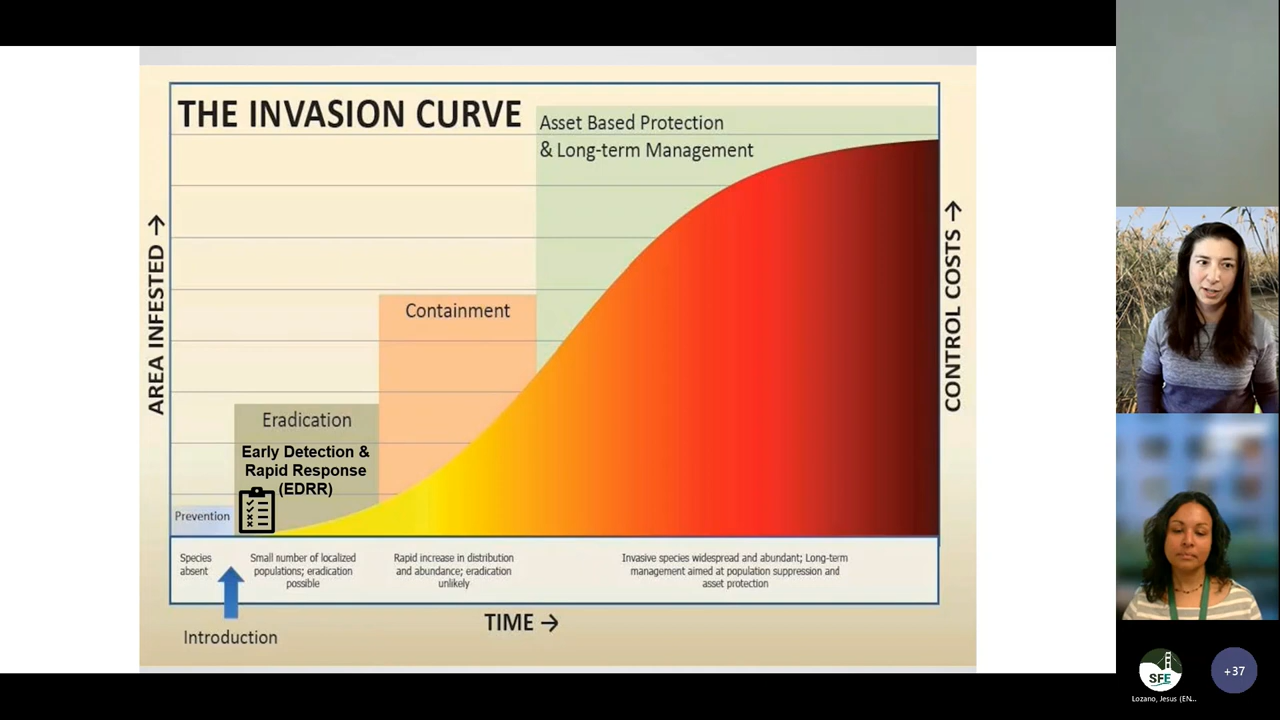 THE INVASION CURVE
Asset Based Protection
& Long-term Management
Containment
Eradication
Early Detection &
Rapid Response
(EDRR)
Prevention
AREA INFESTED →
CONTROL COSTS →
Species
absent
Small number of localized
populations; eradication
possible
Rapid increase in distribution
and abundance; eradication
unlikely
Invasive species widespread and abundant; Long-term
management aimed at population suppression and
asset protection
TIME →
Introduction
SFE
+37
Lozano, Jesus (EN...